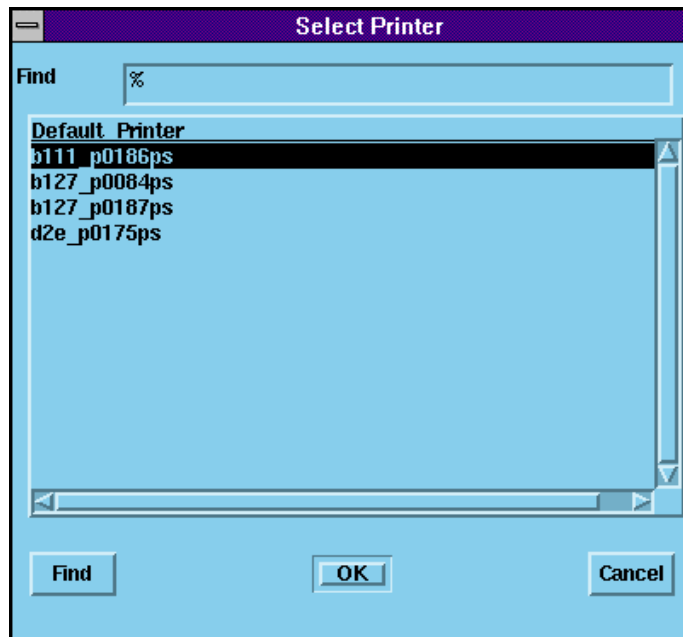 Select Printer
Find %
Default Printer
b111_p0186ps
b127_p0084ps
b127_p0187ps
d2e_p0175ps
Find OK Cancel